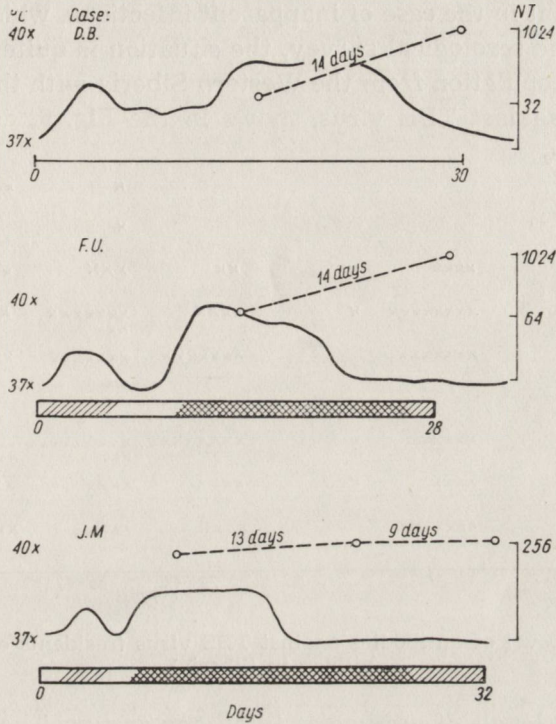 °C Case: NT
40x D.B. 1024
14 days
32
37x
0 30
F.U.
1024
14 days
40x
64
37x
0 28
J.M
40x 13 days 9 days 256
37x
0 32
Days